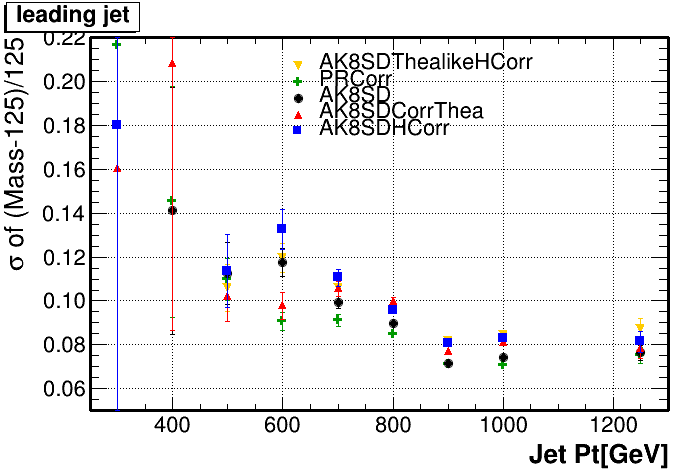 leading jet
σ of (Mass-125)/125
0.22
0.20
0.18
0.16
0.14
0.12
0.10
0.08
0.06
AK8SDThealikeHCorr
PRCorr
AK8SD
AK8SDCorrThea
AK8SDHCorr
400 600 800 1000 1200
Jet Pt[GeV]